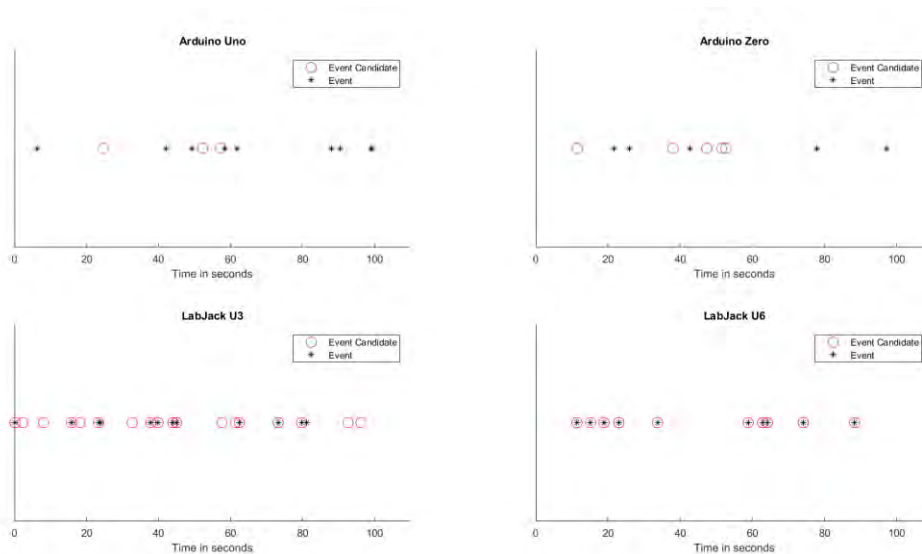 Arduino Uno
Event Candidate
Event
0 20 40 60 80 100
Time in seconds
Arduino Zero
Event Candidate
Event
0 20 40 60 80 100
Time in seconds
LabJack U3
Event Candidate
Event
0 20 40 60 80 100
Time in seconds
LabJack U6
Event Candidate
Event
0 20 40 60 80 100
Time in seconds